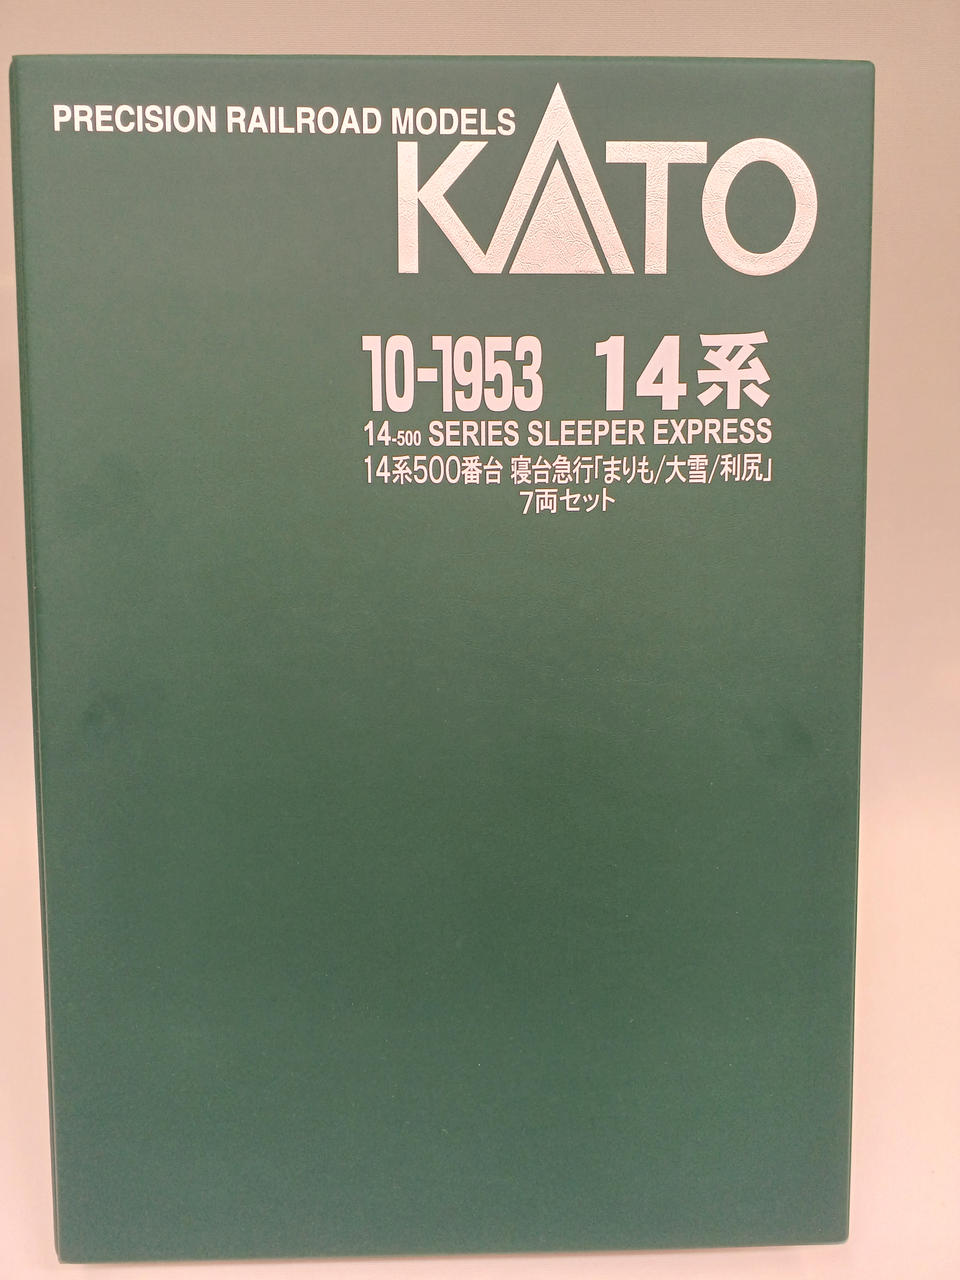 PRECISION RAILROAD MODELS
KATO
10-1953 14系
14-500 SERIES SLEEPER EXPRESS
14系500番台 寝台急行「まりも/大雪/利尻」
7両セット